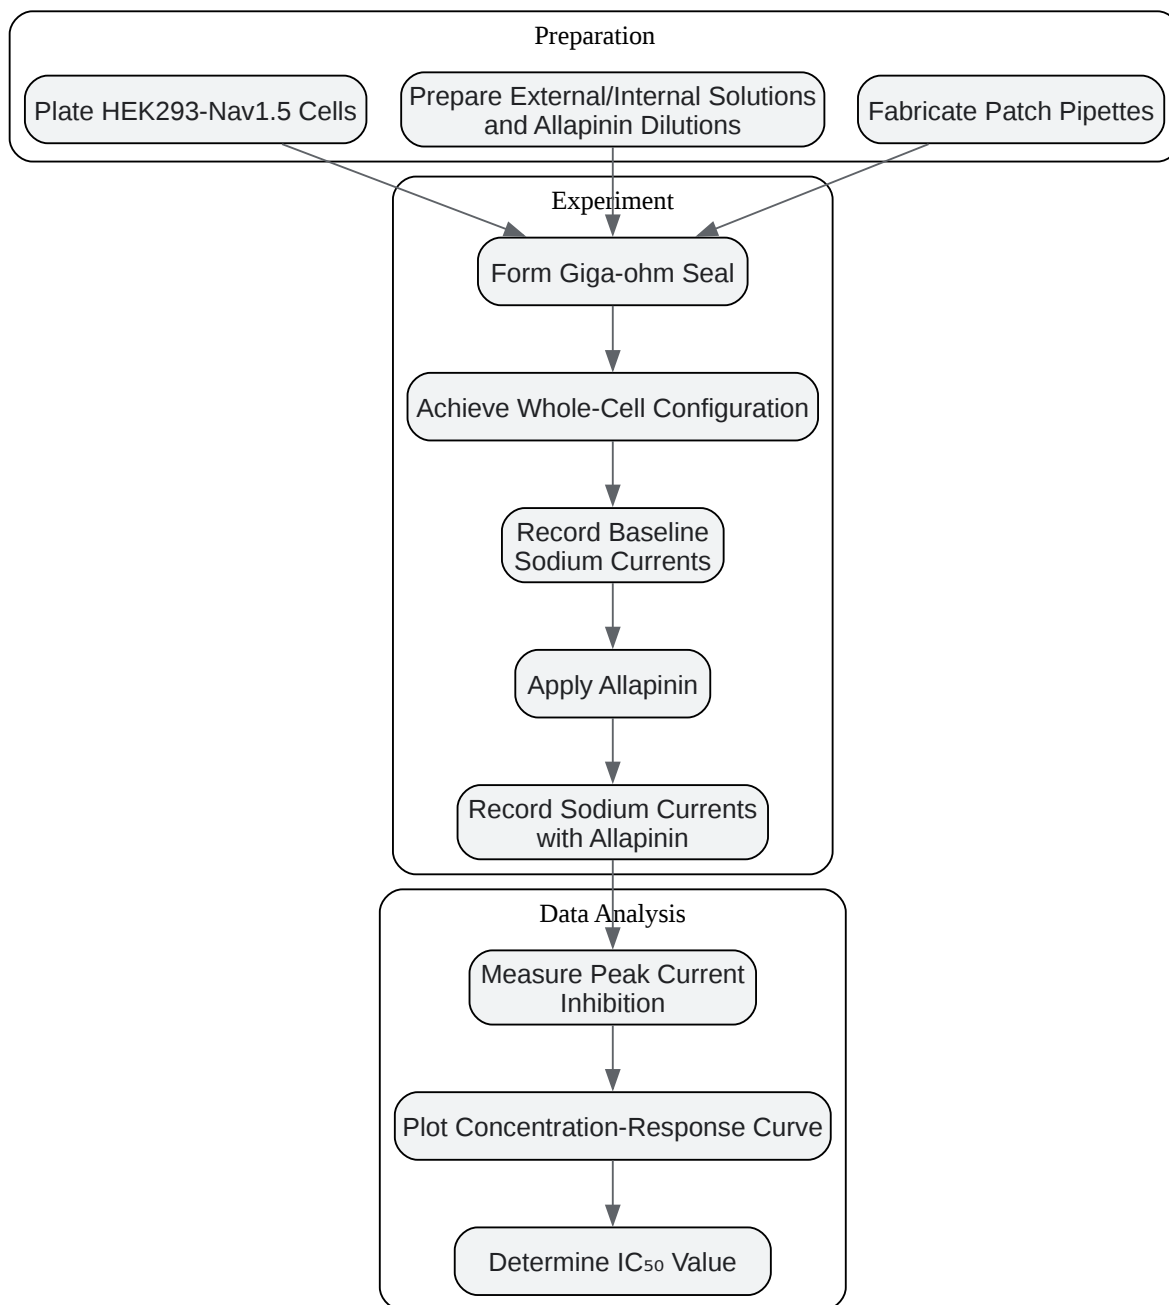 Preparation
Plate HEK293-Nav1.5 Cells
Prepare External/Internal Solutions
and Allapinin Dilutions
Fabricate Patch Pipettes
Experiment
Form Giga-ohm Seal
Achieve Whole-Cell Configuration
Record Baseline
Sodium Currents
Apply Allapinin
Record Sodium Currents
with Allapinin
Data Analysis
Measure Peak Current
Inhibition
Plot Concentration-Response Curve
Determine IC₅₀ Value